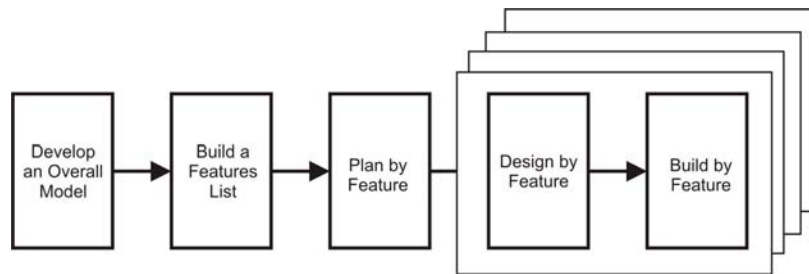 Develop
an Overall
Model
Build a
Features
List
Plan by
Feature
Design by
Feature
Build by
Feature